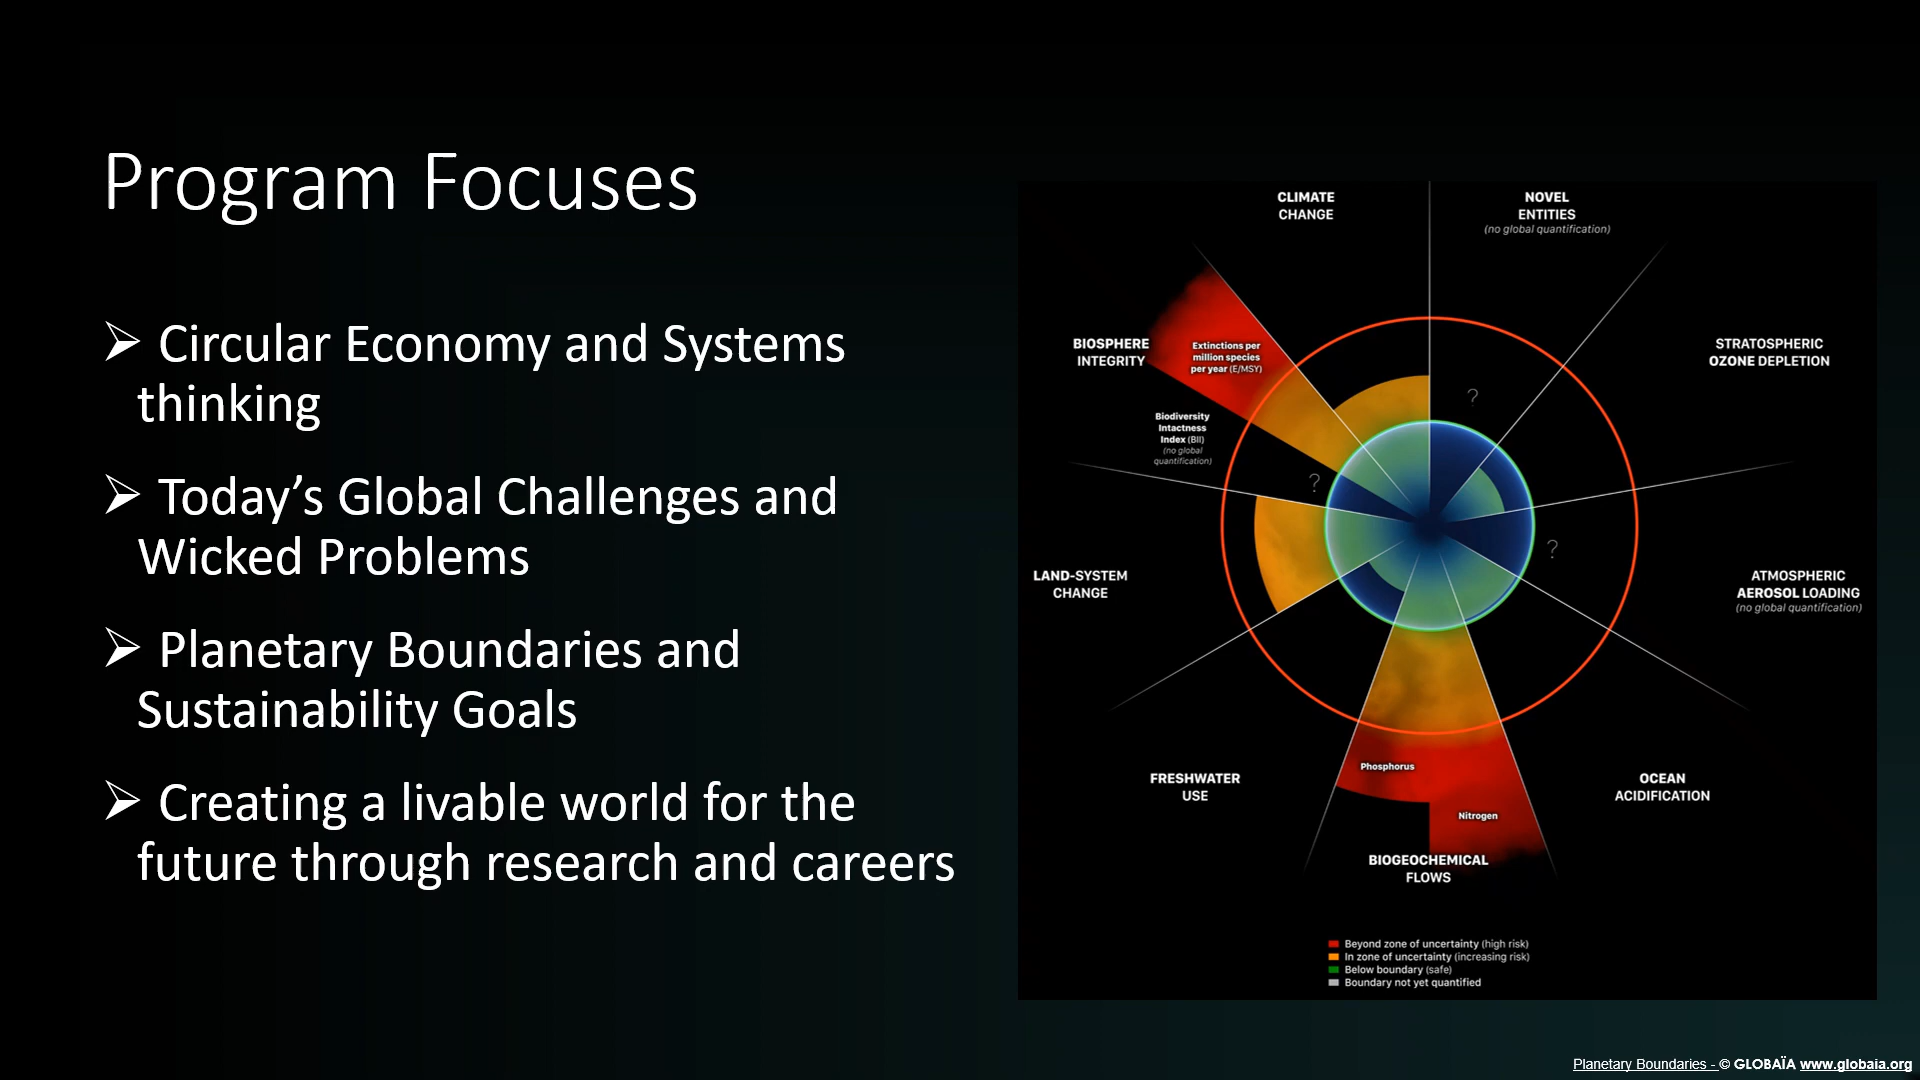 Program Focuses
➢ Circular Economy and Systems
thinking
➢ Today’s Global Challenges and
Wicked Problems
➢ Planetary Boundaries and
Sustainability Goals
➢ Creating a livable world for the
future through research and careers
CLIMATE
CHANGE
NOVEL
ENTITIES
(no global quantification)
BIOSPHERE
INTEGRITY
Extinctions per
million species
per year (E/MSY)
Biodiversity
Intactness
Index (BII)
(no global
quantification)
?
?
?
STRATOSPHERIC
OZONE DEPLETION
LAND-SYSTEM
CHANGE
ATMOSPHERIC
AEROSOL LOADING
(no global quantification)
FRESHWATER
USE
Phosphorus
Nitrogen
BIOGEOCHEMICAL
FLOWS
OCEAN
ACIDIFICATION
Beyond zone of uncertainty (high risk)
In zone of uncertainty (increasing risk)
Below boundary (safe)
Boundary not yet quantified
Planetary Boundaries - © GLOBAÏA www.globaia.org